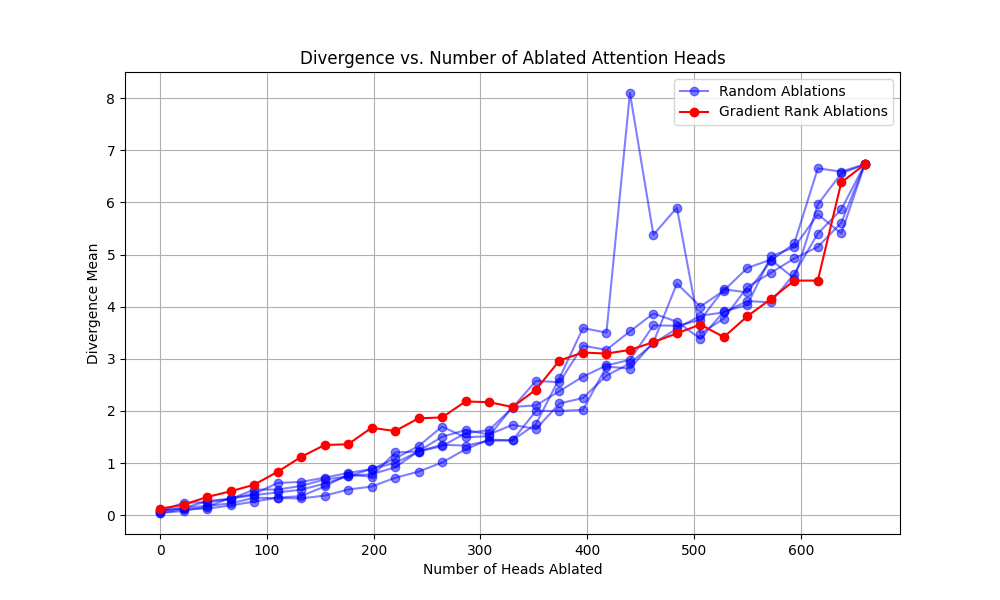 Divergence vs. Number of Ablated Attention Heads
Random Ablations
Gradient Rank Ablations
Divergence Mean
8
7
6
5
4
3
2
1
0
0 100 200 300 400 500 600
Number of Heads Ablated